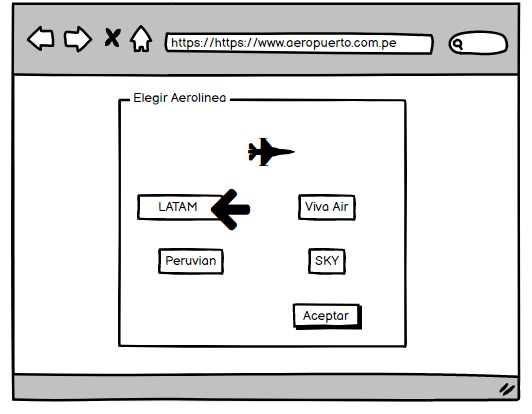 https://https://www.aeropuerto.com.pe
Elegir Aerolinea
LATAM
Viva Air
Peruvian
SKY
Aceptar